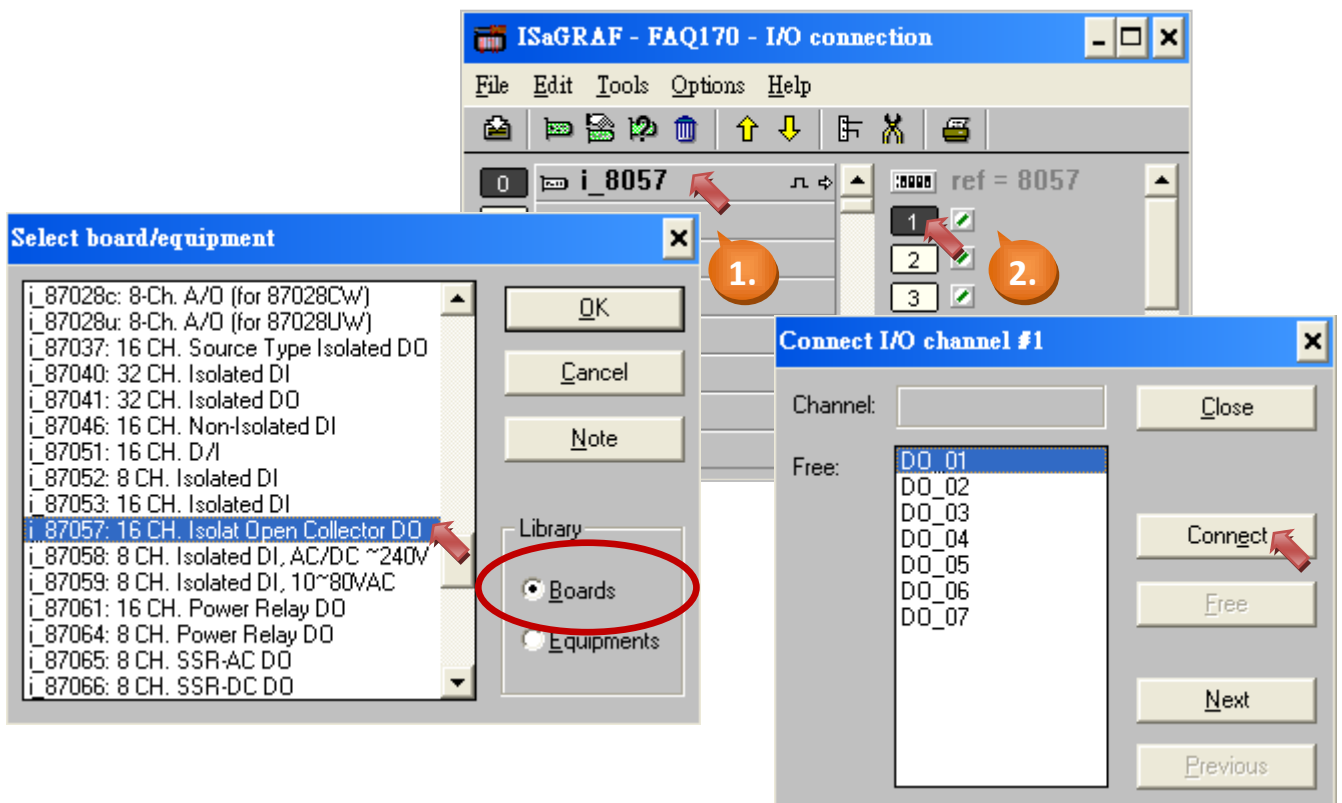 ISaGRAF - FAQ170 - I/O connection
File Edit Tools Options Help
0 i_8057
ref = 8057
1
2
3
1.
2.
Select board/equipment
i_87028c: 8-Ch. A/O (for 87028CW)
i_87028u: 8-Ch. A/O (for 87028UW)
i_87037: 16 CH. Source Type Isolated DO
i_87040: 32 CH. Isolated DI
i_87041: 32 CH. Isolated DO
i_87046: 16 CH. Non-Isolated DI
i_87051: 16 CH. D/I
i_87052: 8 CH. Isolated DI
i_87053: 16 CH. Isolated DI
i_87057: 16 CH. Isolat Open Collector DO
i_87058: 8 CH. Isolated DI, AC/DC ~240V
i_87059: 8 CH. Isolated DI, 10~80VAC
i_87061: 16 CH. Power Relay DO
i_87064: 8 CH. Power Relay DO
i_87065: 8 CH. SSR-AC DO
i_87066: 8 CH. SSR-DC DO
OK
Cancel
Note
Library
Boards
Equipments
Connect I/O channel #1
Channel:
Free:
DO_01
DO_02
DO_03
DO_04
DO_05
DO_06
DO_07
Close
Connect
Free
Next
Previous